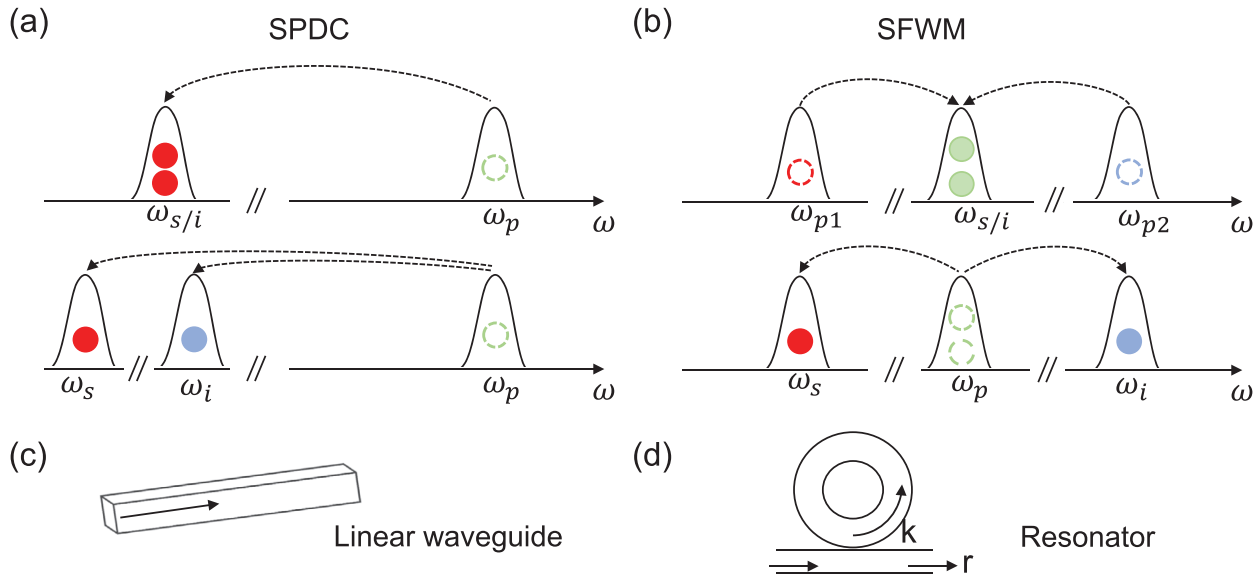 (a) SPDC
ω_{s/i} // ω_p ω
ω_s // ω_i // ω_p ω
(b) SFWM
ω_{p1} // ω_{s/i} // ω_{p2} ω
ω_s // ω_p // ω_i ω
(c)
Linear waveguide
(d)
k
r
Resonator